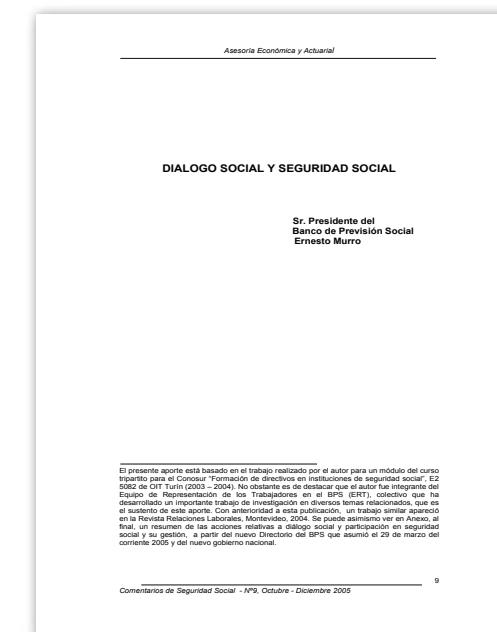 Asesoría Económica y Actuarial
DIALOGO SOCIAL Y SEGURIDAD SOCIAL
Sr. Presidente del
Banco de Previsión Social
Ernesto Murro
El presente aporte está basado en el trabajo realizado por el autor para un módulo del curso
tripartito para el Conosur "Formación de directivos en instituciones de seguridad social", E2
5082 de OIT Turín (2003 – 2004). No obstante es de destacar que el autor fue integrante del
Equipo de Representación de los Trabajadores en el BPS (ERT), colectivo que ha
desarrollado un importante trabajo de investigación en diversos temas relacionados, que es
el sustento de este aporte. Con anterioridad a esta publicación, un trabajo similar apareció
en la Revista Relaciones Laborales, Montevideo, 2004. Se puede asimismo ver en Anexo, al
final, un resumen de las acciones relativas a diálogo social y participación en seguridad
social y su gestión, a partir del nuevo Directorio del BPS que asumió el 29 de marzo del
corriente 2005 y del nuevo gobierno nacional.
9
Comentarios de Seguridad Social - Nº9, Octubre - Diciembre 2005